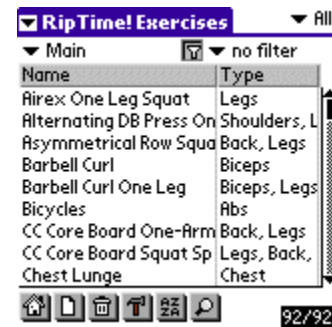 RipTime! Exercises All
Main no filter
Name Type
Airex One Leg Squat Legs
Alternating DB Press On Shoulders, L
Asymmetrical Row Squa Back, Legs
Barbell Curl Biceps
Barbell Curl One Leg Biceps, Legs
Bicycles Abs
CC Core Board One-Arm Back, Legs
CC Core Board Squat Sp Legs, Back,
Chest Lunge Chest
AZ
ZA
92/92